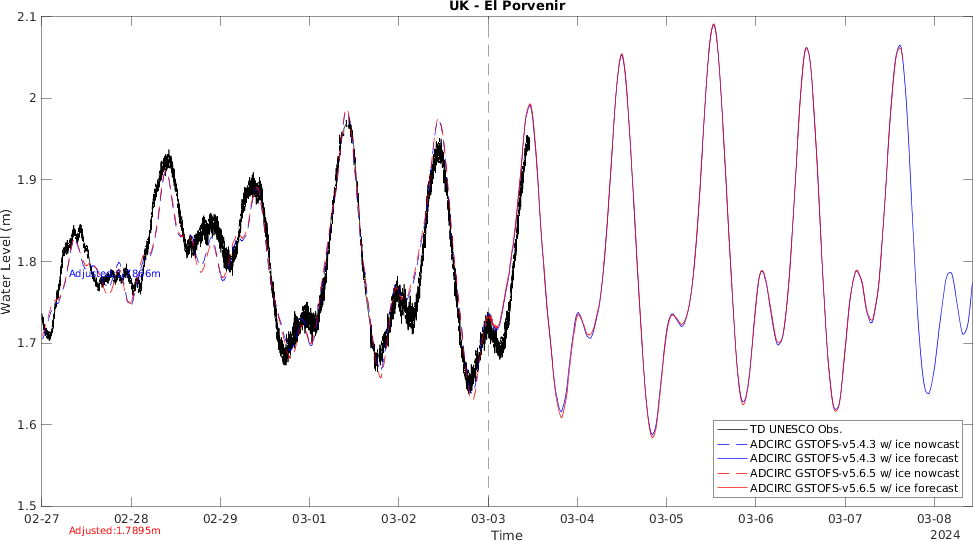 UK - El Porvenir
2.1
2
1.9
1.8
1.7
1.6
1.5
Water Level (m)
Adjusted:1.7866m
TD UNESCO Obs.
ADCIRC GSTOFS-v5.4.3 w/ ice nowcast
ADCIRC GSTOFS-v5.4.3 w/ ice forecast
ADCIRC GSTOFS-v5.6.5 w/ ice nowcast
ADCIRC GSTOFS-v5.6.5 w/ ice forecast
02-27 02-28 02-29 03-01 03-02 03-03 03-04 03-05 03-06 03-07 03-08
Adjusted:1.7895m
Time
2024